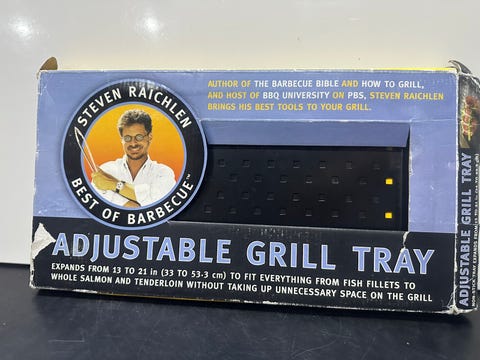 STEVEN RAICHLEN
BEST OF BARBECUE™
AUTHOR OF THE BARBECUE BIBLE AND HOW TO GRILL,
AND HOST OF BBQ UNIVERSITY ON PBS, STEVEN RAICHLEN
BRINGS HIS BEST TOOLS TO YOUR GRILL.
ADJUSTABLE GRILL TRAY
EXPANDS FROM 13 TO 21 in (33 TO 53.3 cm) TO FIT EVERYTHING FROM FISH FILLETS TO
WHOLE SALMON AND TENDERLOIN WITHOUT TAKING UP UNNECESSARY SPACE ON THE GRILL
ADJUSTABLE GRILL TRAY